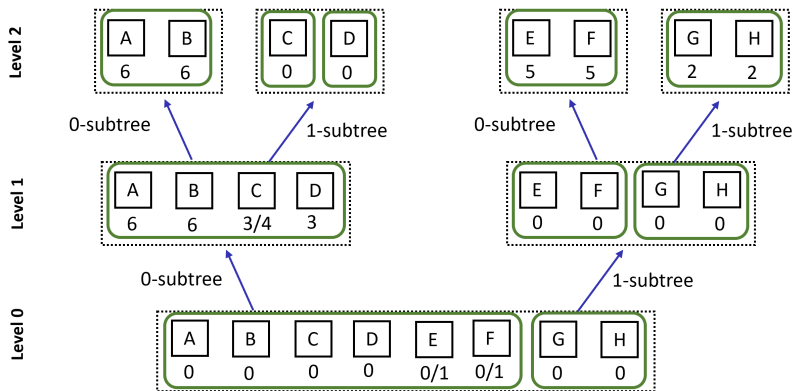 Level 2
A B C D E F G H
6 6 0 0 5 5 2 2
0-subtree 1-subtree 0-subtree 1-subtree
Level 1
A B C D E F G H
6 6 3/4 3 0 0 0 0
0-subtree 1-subtree
Level 0
A B C D E F G H
0 0 0 0 0/1 0/1 0 0